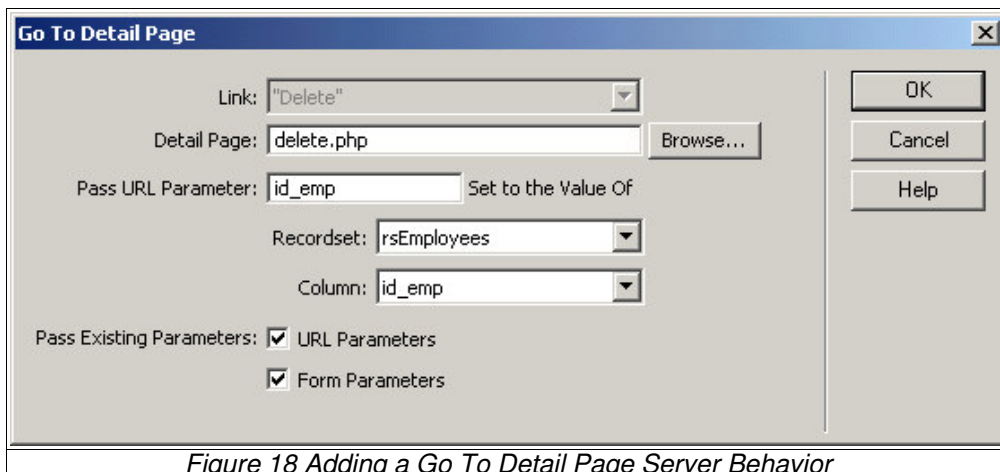 Go To Detail Page
Link: "Delete"
OK
Detail Page: delete.php Browse...
Cancel
Pass URL Parameter: id_emp Set to the Value Of
Help
Recordset: rsEmployees
Column: id_emp
Pass Existing Parameters: URL Parameters
Form Parameters
Figure 18 Adding a Go To Detail Page Server Behavior